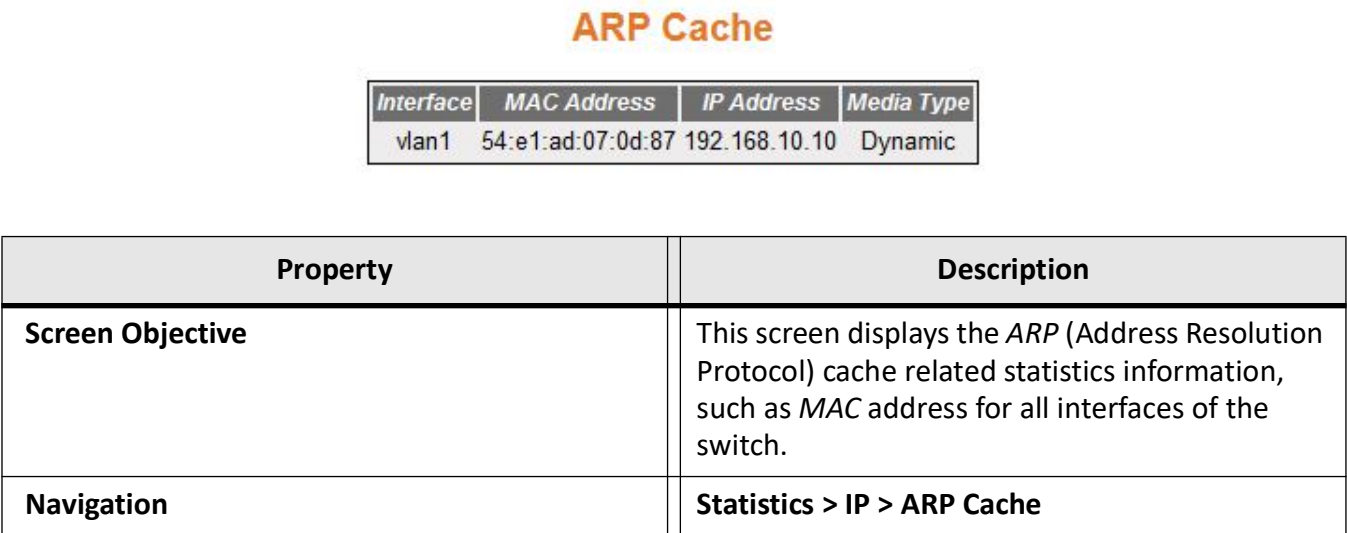 ARP Cache
Interface MAC Address IP Address Media Type
vlan1 54:e1:ad:07:0d:87 192.168.10.10 Dynamic
Property Description
Screen Objective This screen displays the ARP (Address Resolution
Protocol) cache related statistics information,
such as MAC address for all interfaces of the
switch.
Navigation Statistics > IP > ARP Cache